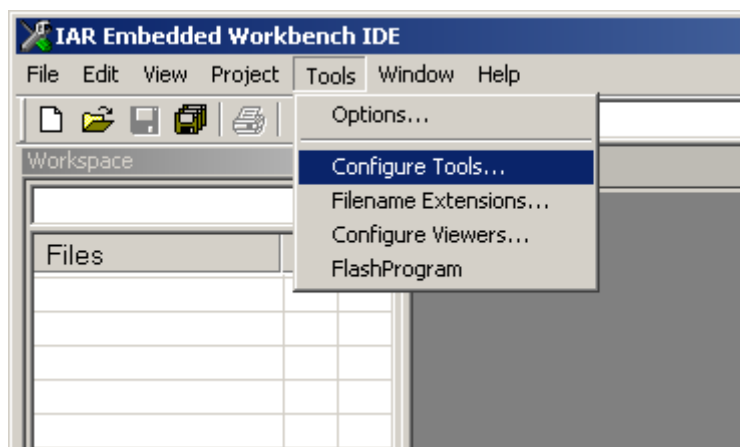 IAR Embedded Workbench IDE
File Edit View Project Tools Window Help
Options...
Workspace
Configure Tools...
Filename Extensions...
Configure Viewers...
Files
FlashProgram